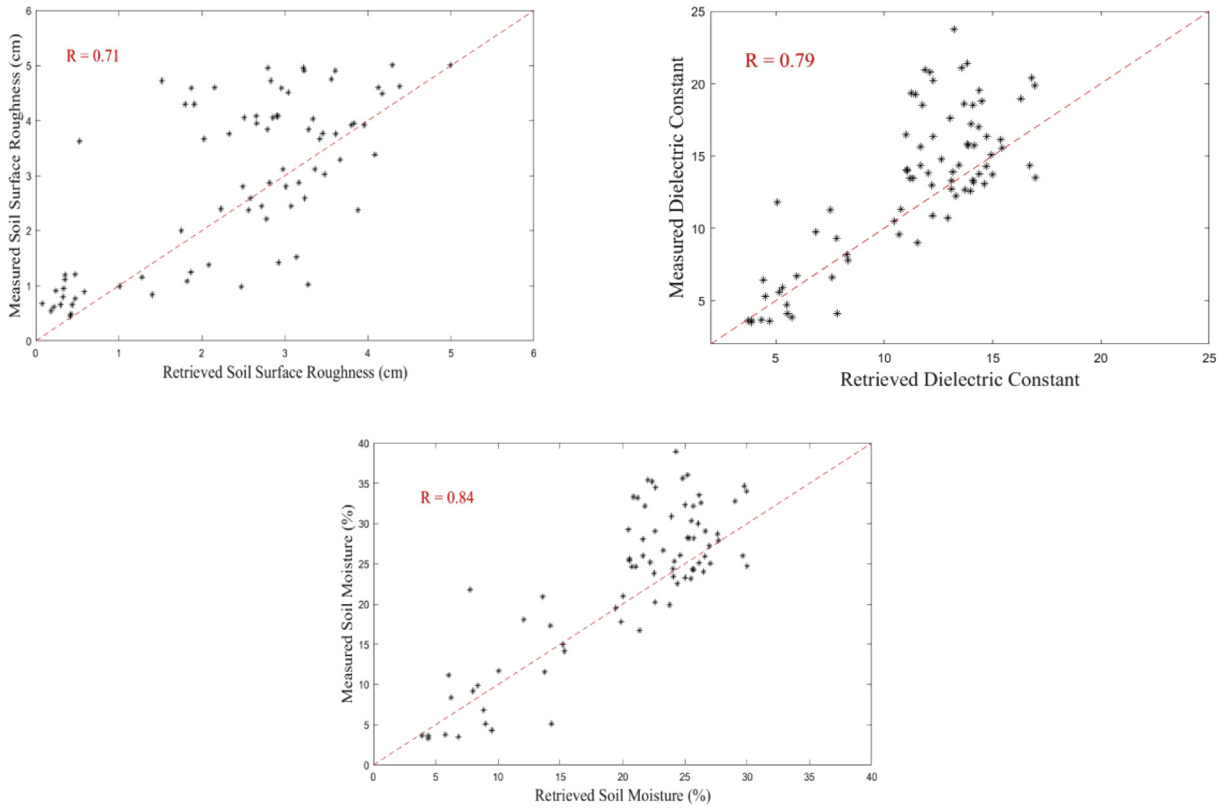 R = 0.71
Measured Soil Surface Roughness (cm)
6
5
4
3
2
1
0
0 1 2 3 4 5 6
Retrieved Soil Surface Roughness (cm)
R = 0.79
Measured Dielectric Constant
25
20
15
10
5
5 10 15 20 25
Retrieved Dielectric Constant
R = 0.84
Measured Soil Moisture (%)
40
35
30
25
20
15
10
5
0
0 5 10 15 20 25 30 35 40
Retrieved Soil Moisture (%)